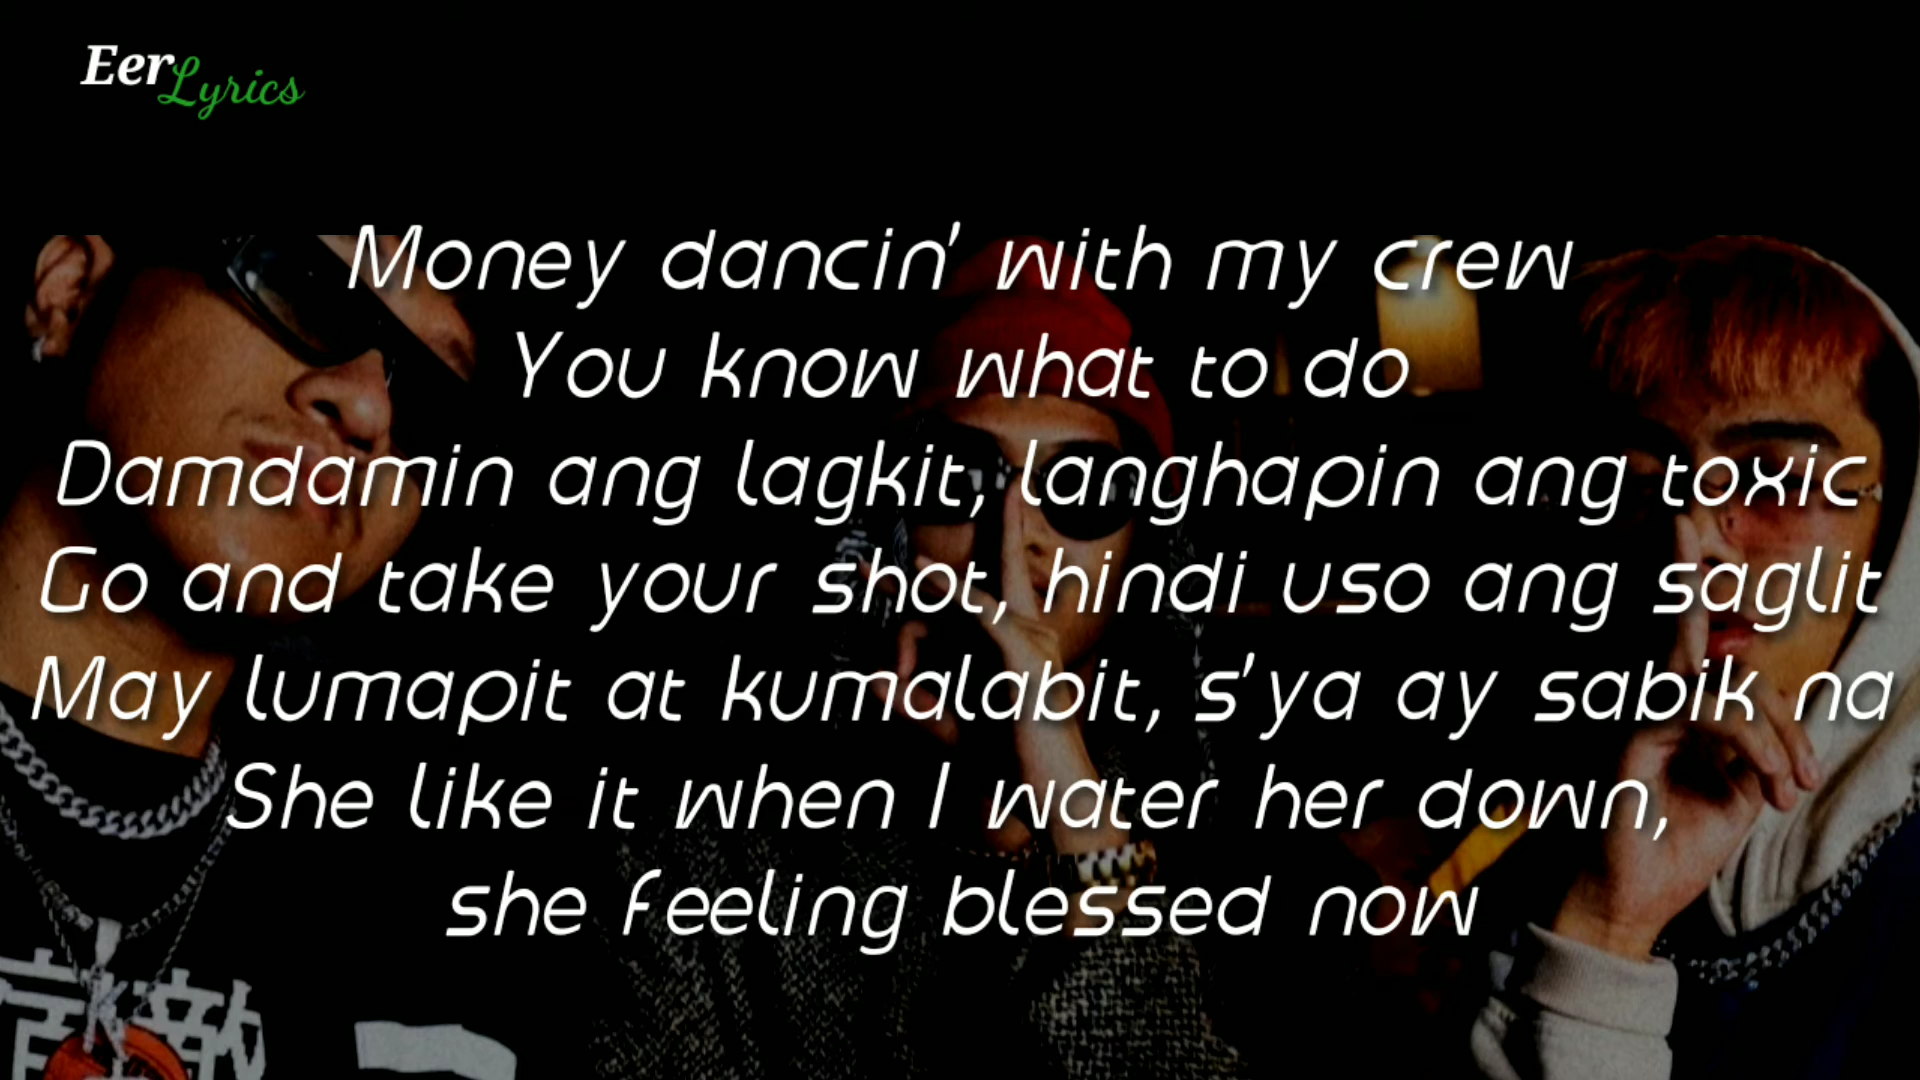 EerLyrics
Money dancin' with my crew
You know what to do
Damdamin ang lagkit, langhapin ang toxic
Go and take your shot, hindi uso ang saglit
May lumapit at kumalabit, s'ya ay sabik na
She like it when I water her down,
she feeling blessed now